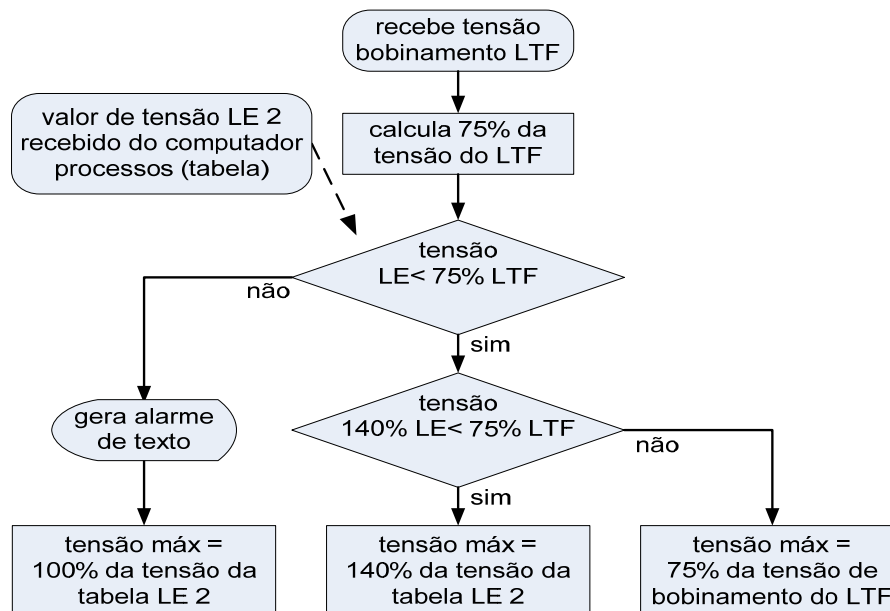 recebe tensão
bobinamento LTF
valor de tensão LE 2
recebido do computador
processos (tabela)
calcula 75% da
tensão do LTF
tensão
LE< 75% LTF
não
sim
gera alarme
de texto
tensão
140% LE< 75% LTF
não
sim
tensão máx =
100% da tensão da
tabela LE 2
tensão máx =
140% da tensão da
tabela LE 2
tensão máx =
75% da tensão de
bobinamento do LTF